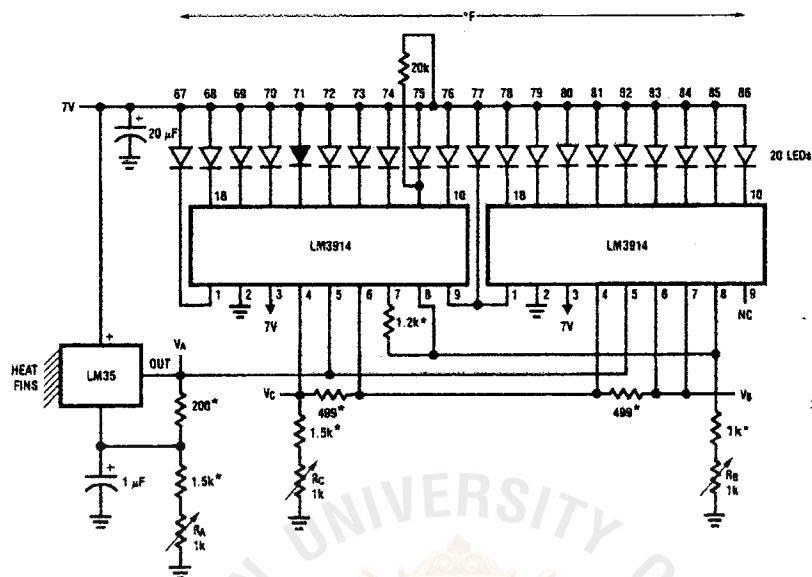 °F
20k
67 68 69 70 71 72 73 74 75 76 77 78 79 80 81 82 83 84 85 86
7V
20 μF
+
20 LEDs
18 10 18 10
LM3914 LM3914
1 2 3 4 5 6 7 8 9 1 2 3 4 5 6 7 8 9
7V 7V NC
1.2k*
+
HEAT FINS
LM35
OUT
VA
200*
VC
499* 499*
VB
1.5k*
1k*
+
1 μF
1.5k*
RC
1k
RB
1k
RA
1k
N UNIVERSITY O